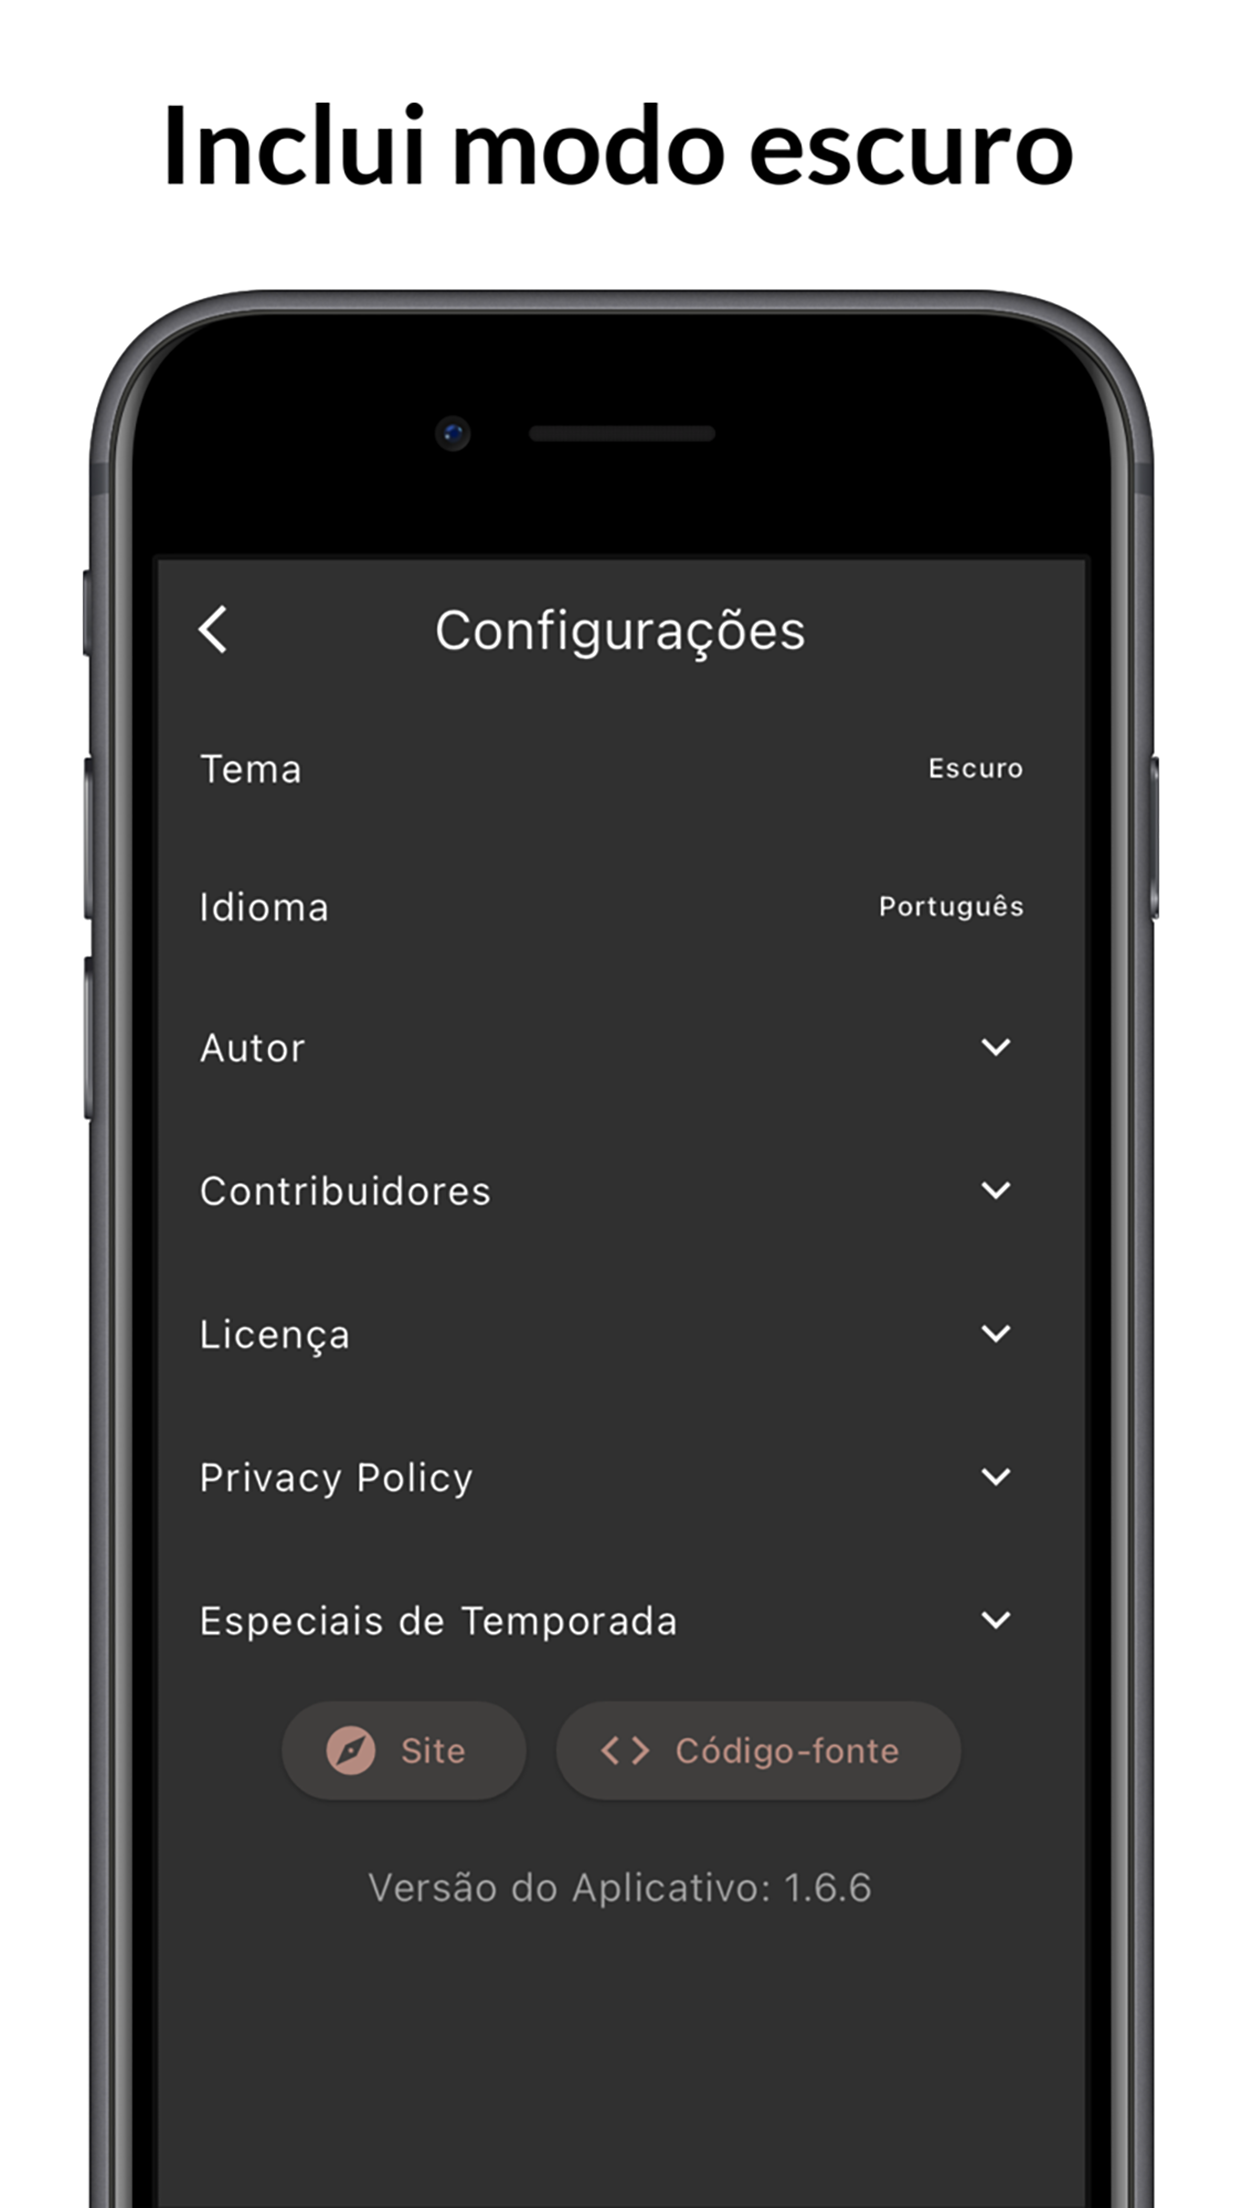 Inclui modo escuro
Configurações
Tema Escuro
Idioma Português
Autor
Contribuidores
Licença
Privacy Policy
Especiais de Temporada
Site Código-fonte
Versão do Aplicativo: 1.6.6